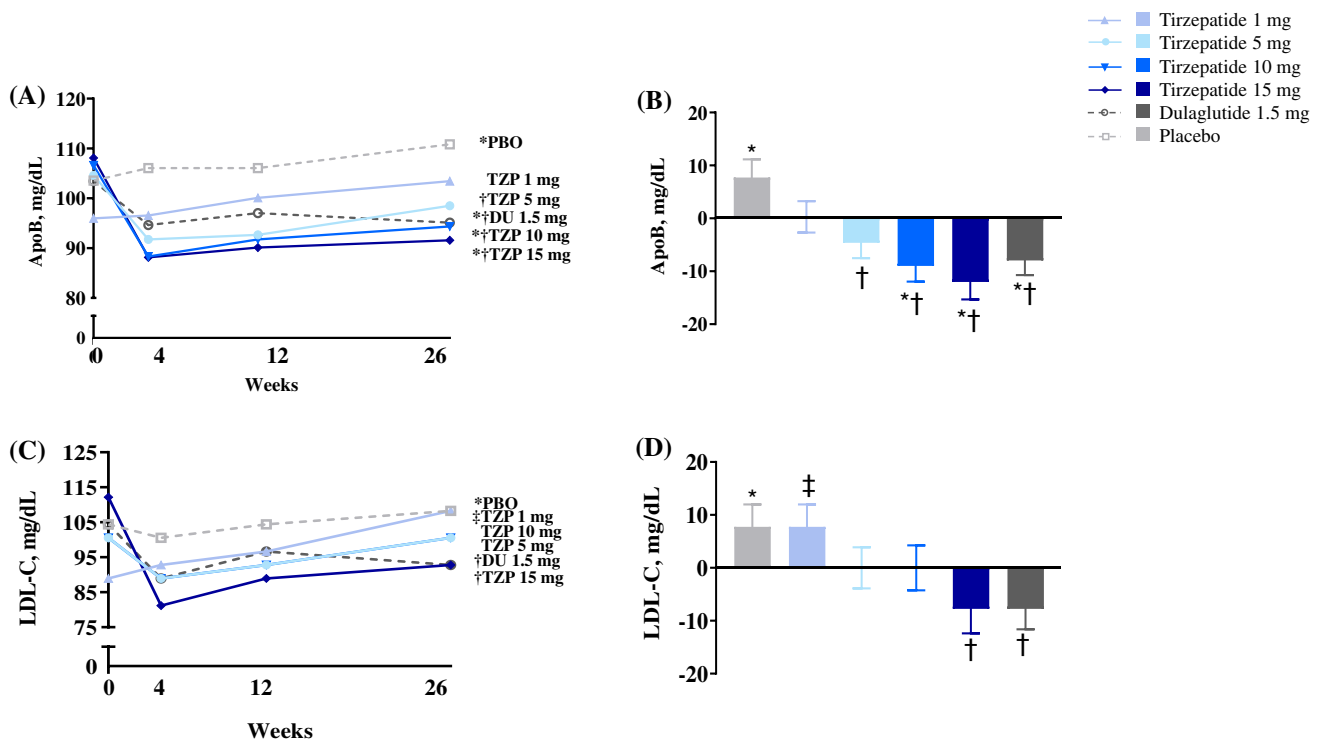 Tirzepatide 1 mg
Tirzepatide 5 mg
Tirzepatide 10 mg
Tirzepatide 15 mg
Dulaglutide 1.5 mg
Placebo
(A)
ApoB, mg/dL
120
110
100
90
80
0
0
4
12
26
Weeks
*PBO
TZP 1 mg
†TZP 5 mg
*†DU 1.5 mg
*†TZP 10 mg
*†TZP 15 mg
(B)
ApoB, mg/dL
20
10
0
-10
-20
*
†
*†
*†
*†
(C)
LDL-C, mg/dL
125
115
105
95
85
75
0
0
4
12
26
Weeks
*PBO
‡TZP 1 mg
TZP 10 mg
TZP 5 mg
†DU 1.5 mg
†TZP 15 mg
(D)
LDL-C, mg/dL
20
10
0
-10
-20
*
‡
†
†